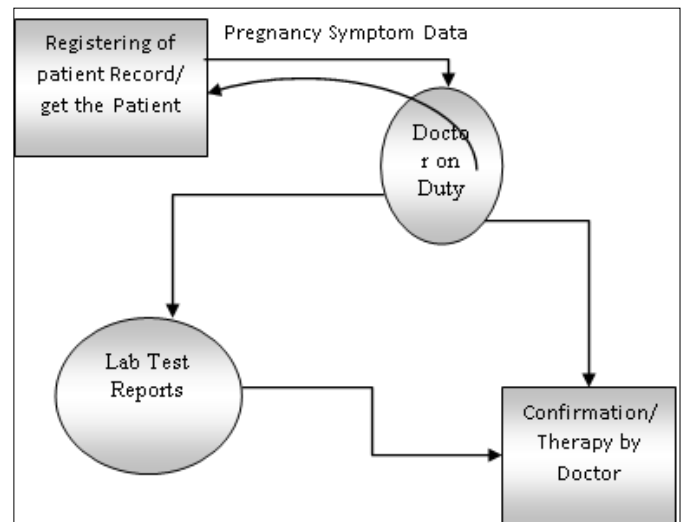 Registering of
patient Record/
get the Patient
Pregnancy Symptom Data
Docto
r on
Duty
Lab Test
Reports
Confirmation/
Therapy by
Doctor